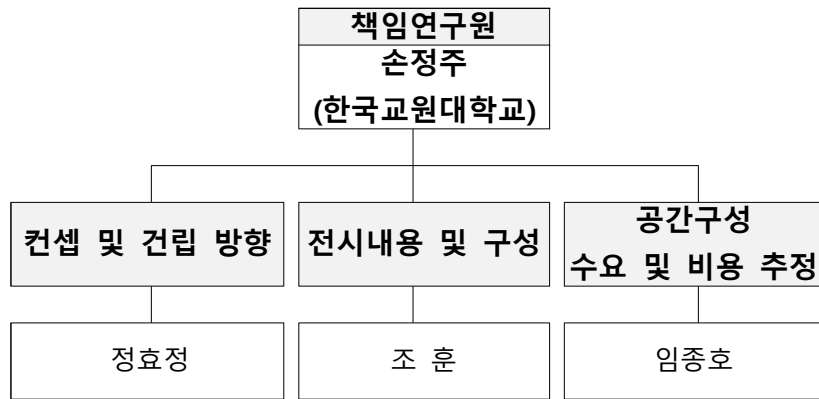 책임연구원
손정주
(한국교원대학교)
컨셉 및 건립 방향
전시내용 및 구성
공간구성
수요 및 비용 추정
정효정
조 훈
임종호